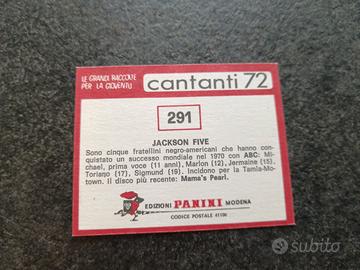 LE GRANDI RACCOLTE
PER LA GIOVENTÙ
cantanti 72
291
JACKSON FIVE
Sono cinque fratellini negro-americani che hanno con-
quistato un successo mondiale nel 1970 con ABC: Mi-
chael, prima voce (11 anni), Marlon (12), Jermaine (15),
Toriano (17), Sigmund (19). Incidono per la Tamla-Mo-
town. Il disco più recente: Mama's Pearl.
EDIZIONI PANINI MODENA
CODICE POSTALE 41100
subito